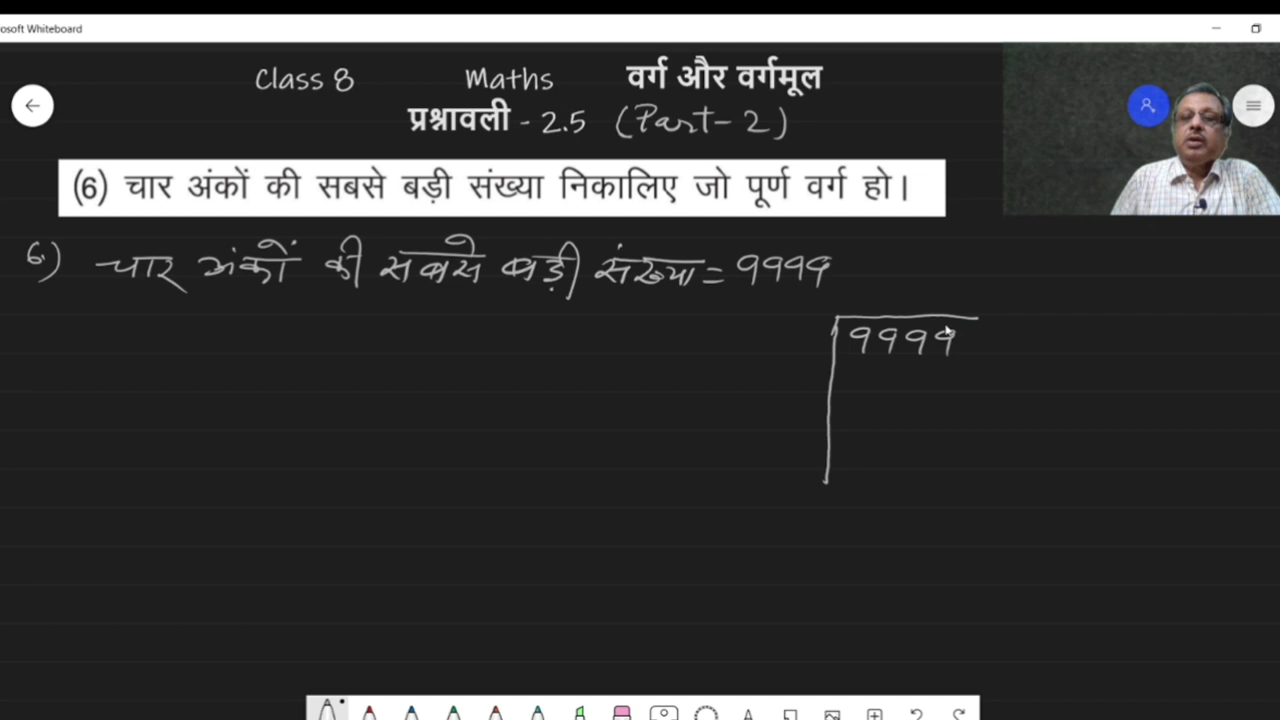 osoft Whiteboard
Class 8 Maths वर्ग और वर्गमूल
प्रश्नावली - 2.5 (Part-2)
(6) चार अंकों की सबसे बड़ी संख्या निकालिए जो पूर्ण वर्ग हो।
6.) चार अंकों की सबसे बड़ी संख्या = 9999
9999